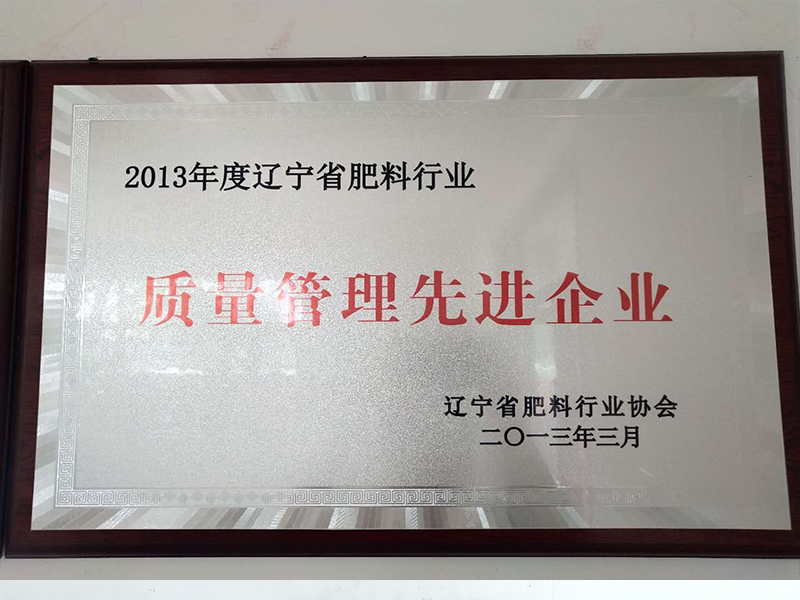 2013年度辽宁省肥料行业
质量管理先进企业
辽宁省肥料行业协会
二〇一三年三月